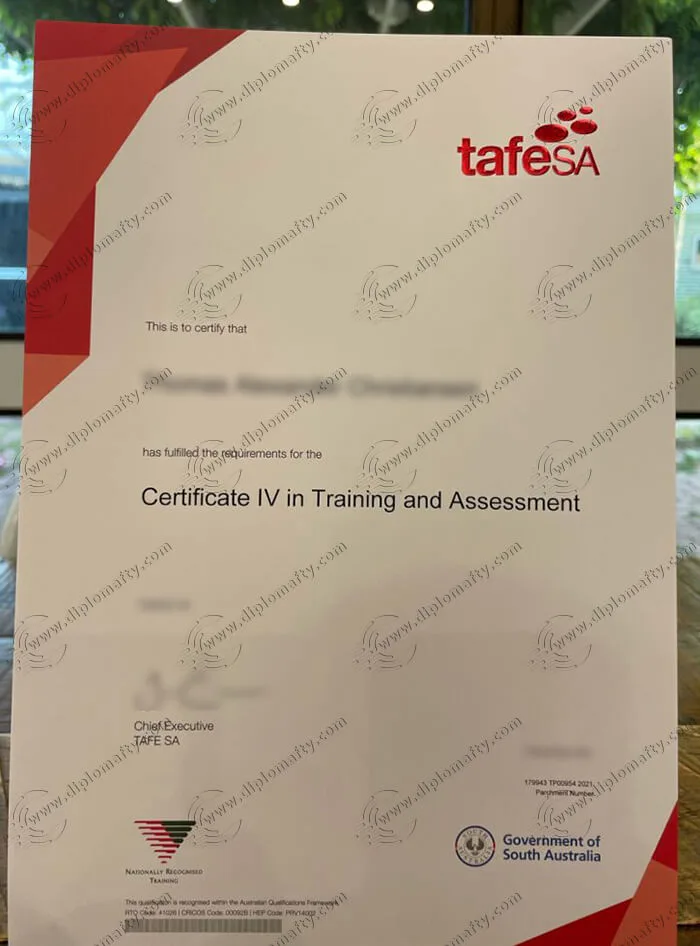 tafeSA
This is to certify that
has fulfilled the requirements for the
Certificate IV in Training and Assessment
Chief Executive
TAFE SA
179943 TP00954 2021
Parchment Number
NATIONALLY RECOGNISED
TRAINING
SOUTH AUSTRALIA
Government of
South Australia
This qualification is recognised within the Australian Qualifications Framework
RTO Code: 41026 | CRICOS Code: 00092B | HEP Code: PRV14002
www.diplomafty.com